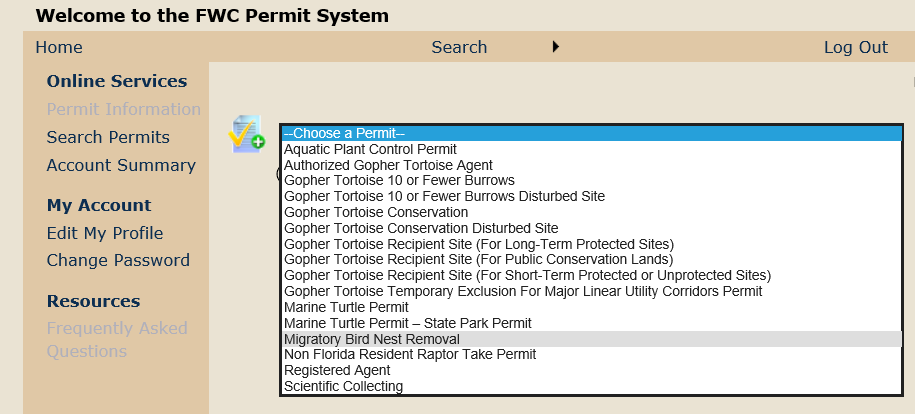 Welcome to the FWC Permit System
Home Search Log Out
Online Services
Permit Information
Search Permits
Account Summary
My Account
Edit My Profile
Change Password
Resources
Frequently Asked
Questions
--Choose a Permit--
Aquatic Plant Control Permit
Authorized Gopher Tortoise Agent
Gopher Tortoise 10 or Fewer Burrows
Gopher Tortoise 10 or Fewer Burrows Disturbed Site
Gopher Tortoise Conservation
Gopher Tortoise Conservation Disturbed Site
Gopher Tortoise Recipient Site (For Long-Term Protected Sites)
Gopher Tortoise Recipient Site (For Public Conservation Lands)
Gopher Tortoise Recipient Site (For Short-Term Protected or Unprotected Sites)
Gopher Tortoise Temporary Exclusion For Major Linear Utility Corridors Permit
Marine Turtle Permit
Marine Turtle Permit – State Park Permit
Migratory Bird Nest Removal
Non Florida Resident Raptor Take Permit
Registered Agent
Scientific Collecting